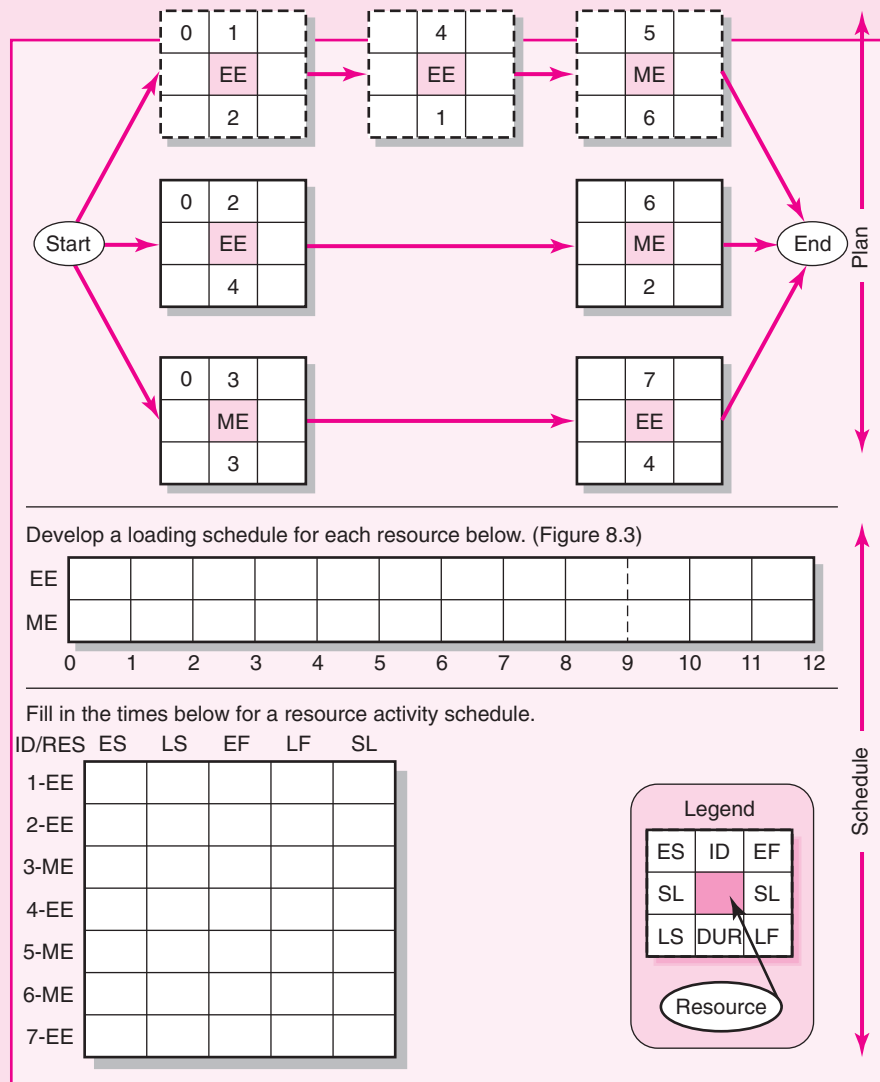 0 1 4 5
EE EE ME
2 1 6
0 2 6
Start EE ME End
4 2
Plan
0 3 7
ME EE
3 4
Develop a loading schedule for each resource below. (Figure 8.3)
EE
ME
0 1 2 3 4 5 6 7 8 9 10 11 12
Fill in the times below for a resource activity schedule.
ID/RES ES LS EF LF SL
1-EE
2-EE
3-ME
4-EE
5-ME
6-ME
7-EE
Schedule
Legend
ES ID EF
SL SL
LS DUR LF
Resource